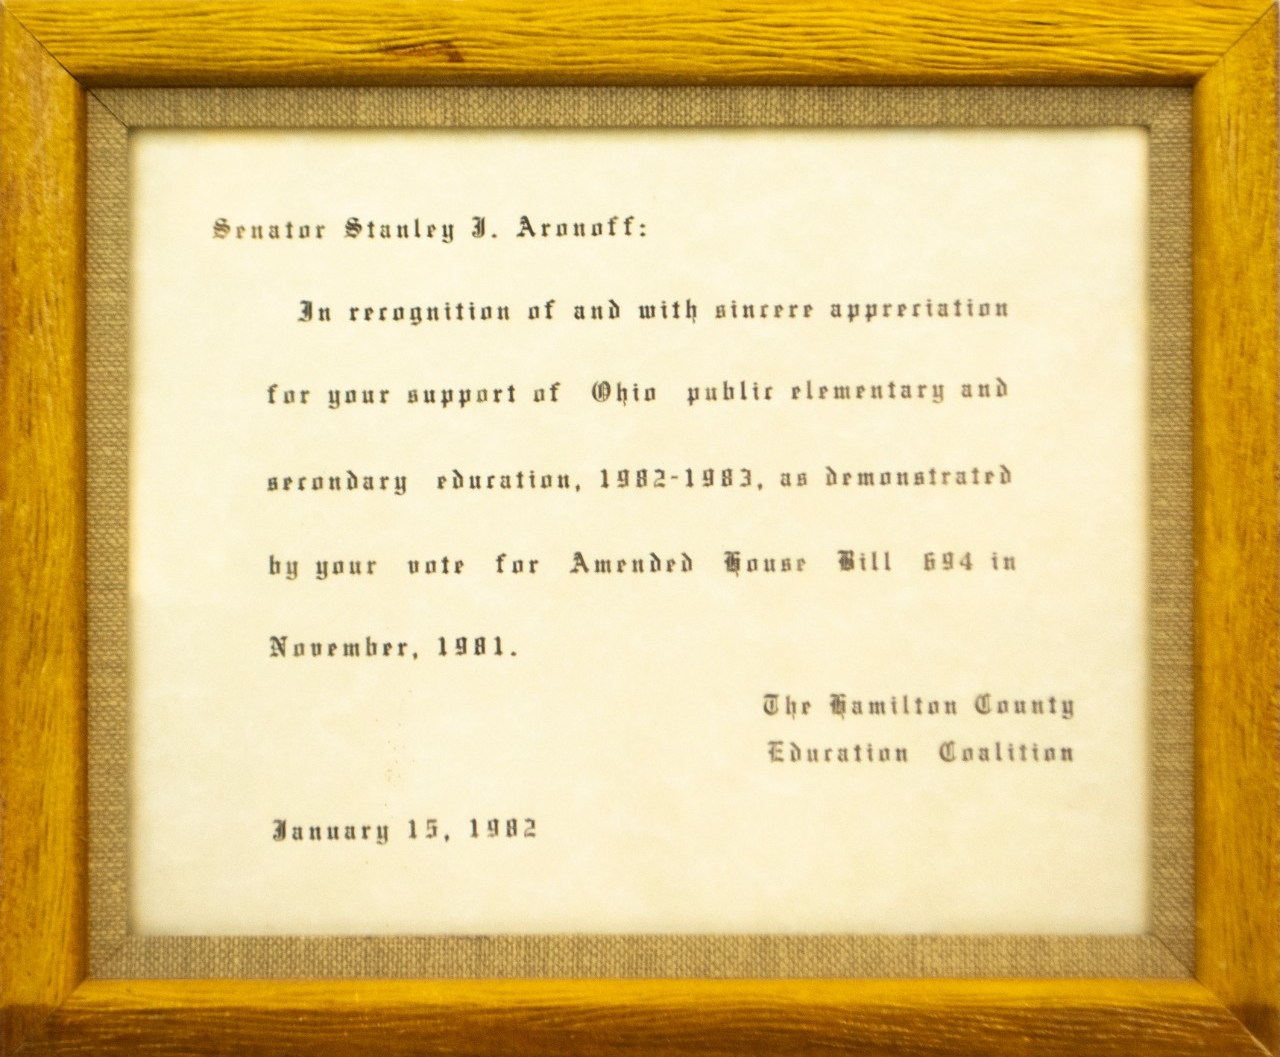 Senator Stanley J. Aronoff:
In recognition of and with sincere appreciation
for your support of Ohio public elementary and
secondary education, 1982-1983, as demonstrated
by your vote for Amended House Bill 694 in
November, 1981.
The Hamilton County
Education Coalition
January 15, 1982